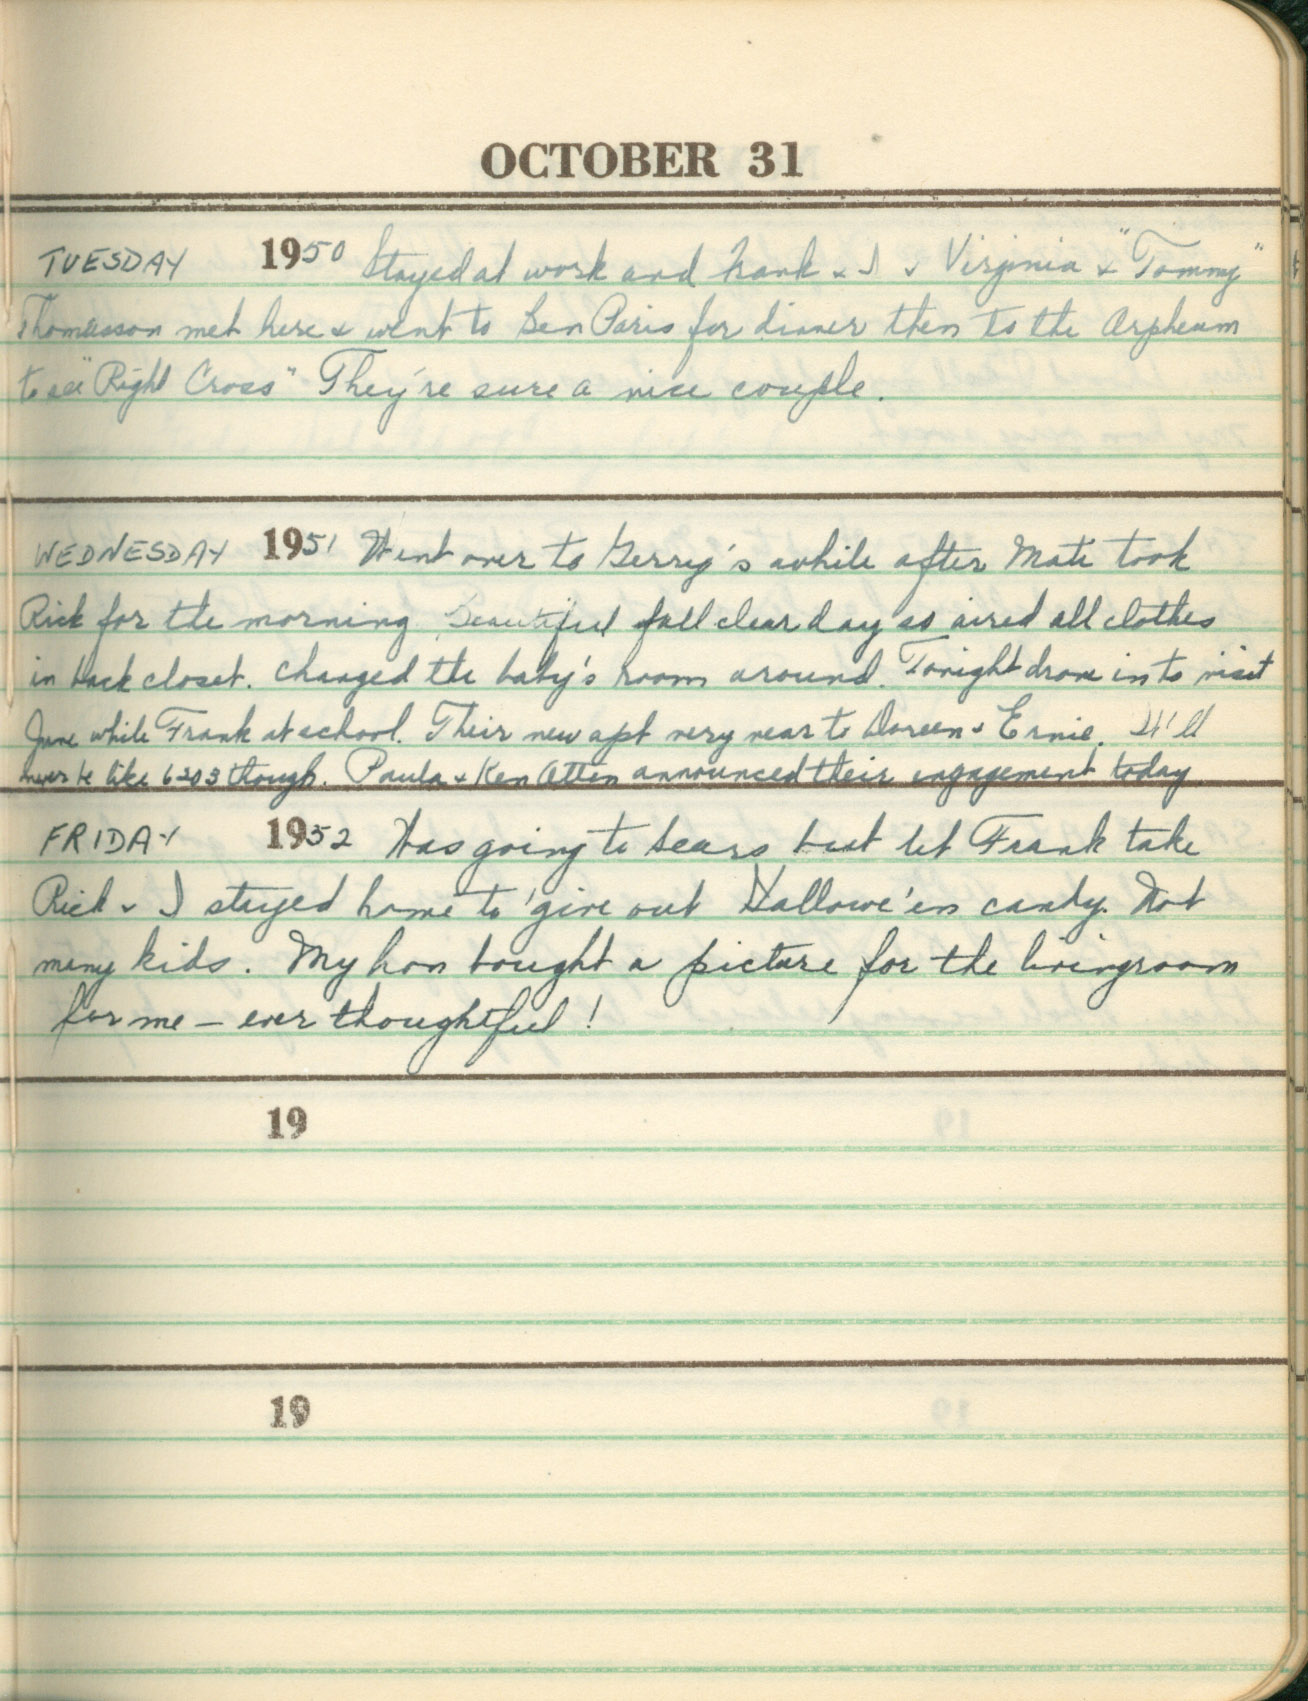 OCTOBER 31
TUESDAY 1950 Stayed at work and Frank & I & Virginia & "Tommy"
Thomasson met here & went to Ben Paris for dinner then to the Orpheum
to see "Right Cross" They're sure a nice couple.
WEDNESDAY 1951 Went over to Gerry's awhile after Mate took
Rick for the morning. Beautiful fall clear day so aired all clothes
in back closet. Changed the baby's room around. Tonight drove in to visit
June while Frank at school. Their new apt very near to Doreen & Ernie. It'll
never be like 6203 though. Paula & Ken Otten announced their engagement today.
FRIDAY 1952 Was going to Sears but let Frank take
Rick & I stayed home to give out Hallowe'en candy. Not
many kids. My hon bought a picture for the livingroom
for me – ever thoughtful!
19
19